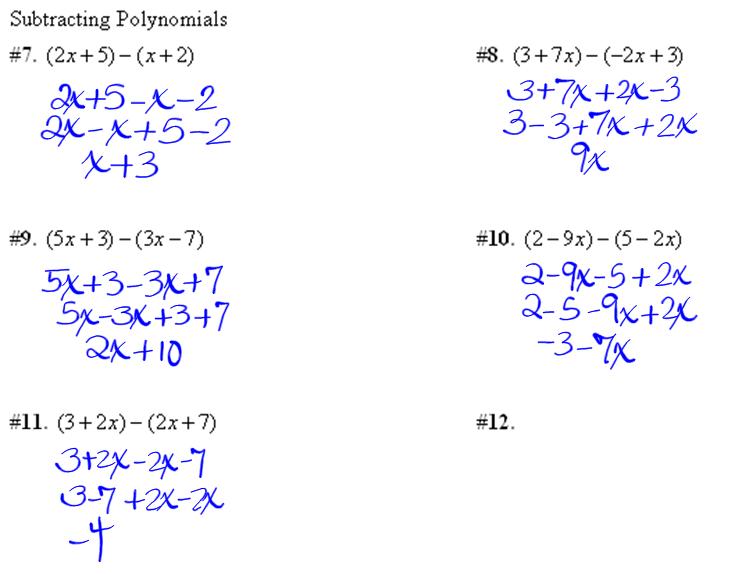 Subtracting Polynomials
#7. (2x+5)−(x+2)
2x+5−x−2
2x−x+5−2
x+3
#8. (3+7x)−(−2x+3)
3+7x+2x−3
3−3+7x+2x
9x
#9. (5x+3)−(3x−7)
5x+3−3x+7
5x−3x+3+7
2x+10
#10. (2−9x)−(5−2x)
2−9x−5+2x
2−5−9x+2x
−3−7x
#11. (3+2x)−(2x+7)
3+2x−2x−7
3−7+2x−2x
−4
#12.